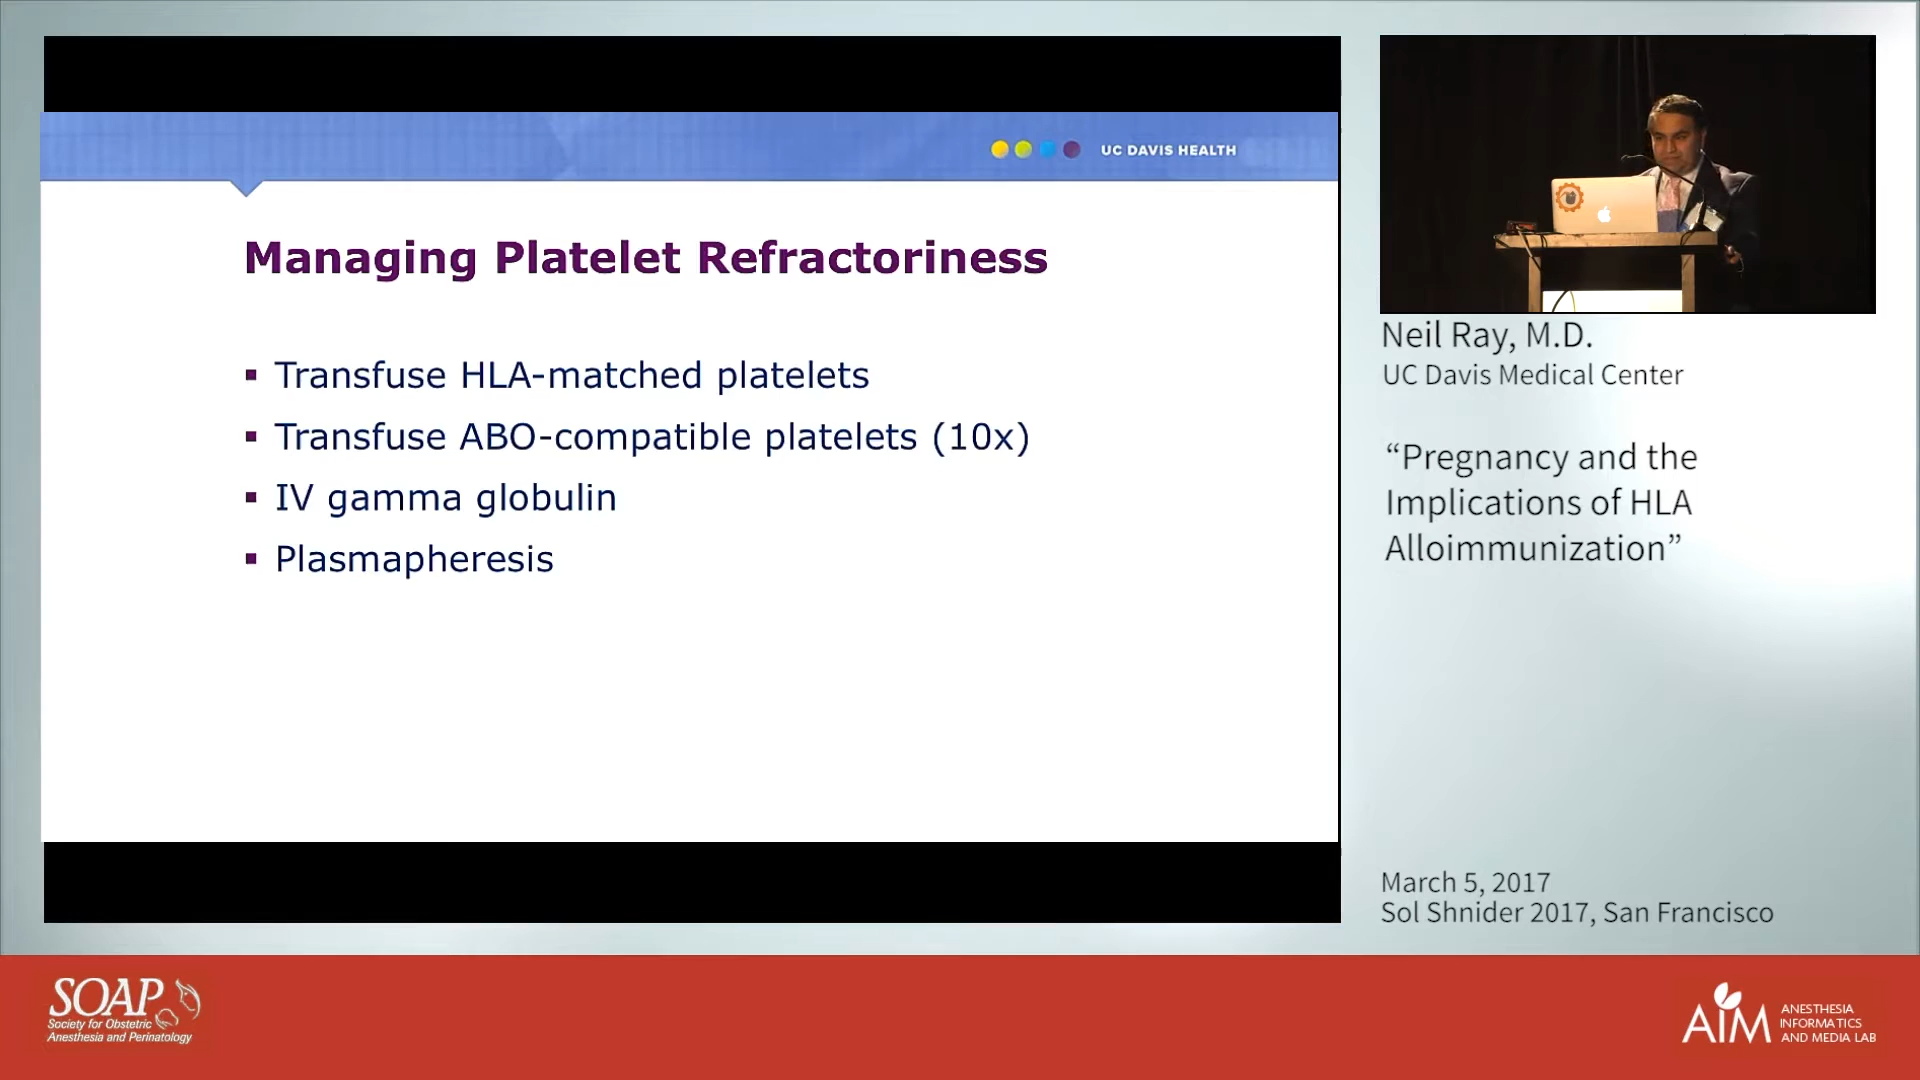 UC DAVIS HEALTH
Managing Platelet Refractoriness
▪ Transfuse HLA-matched platelets
▪ Transfuse ABO-compatible platelets (10x)
▪ IV gamma globulin
▪ Plasmapheresis
Neil Ray, M.D.
UC Davis Medical Center
“Pregnancy and the
Implications of HLA
Alloimmunization”
March 5, 2017
Sol Shnider 2017, San Francisco
SOAP
Society for Obstetric
Anesthesia and Perinatology
AIM
ANESTHESIA
INFORMATICS
AND MEDIA LAB